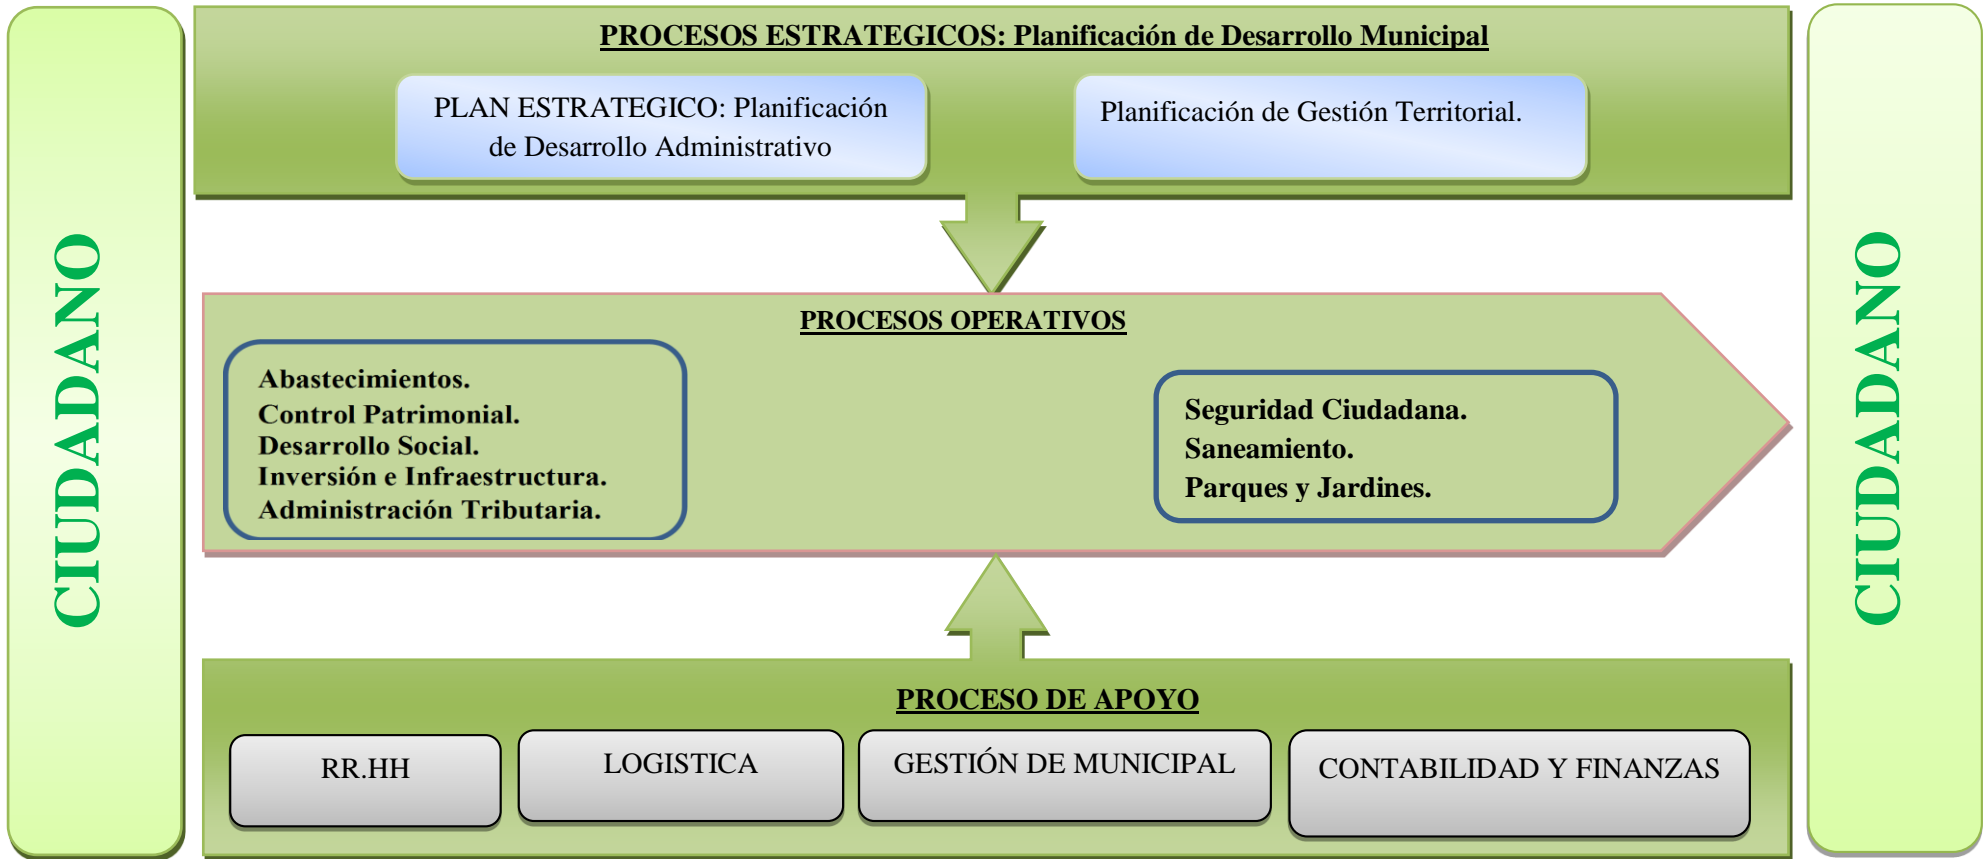 CIUDADANO
PROCESOS ESTRATEGICOS: Planificación de Desarrollo Municipal
PLAN ESTRATEGICO: Planificación
de Desarrollo Administrativo
Planificación de Gestión Territorial.
PROCESOS OPERATIVOS
Abastecimientos.
Control Patrimonial.
Desarrollo Social.
Inversión e Infraestructura.
Administración Tributaria.
Seguridad Ciudadana.
Saneamiento.
Parques y Jardines.
PROCESO DE APOYO
RR.HH
LOGISTICA
GESTIÓN DE MUNICIPAL
CONTABILIDAD Y FINANZAS
CIUDADANO